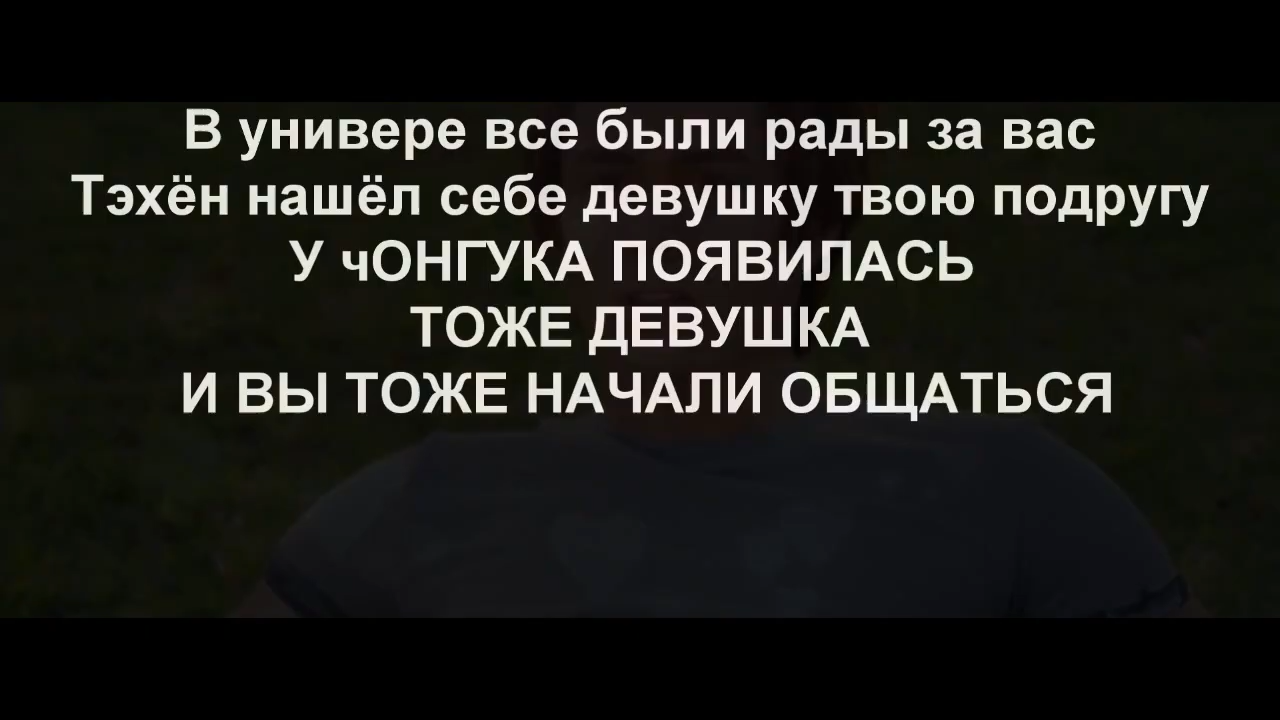 В универе все были рады за вас
Тэхён нашёл себе девушку твою подругу
У чОНГУКА ПОЯВИЛАСЬ
ТОЖЕ ДЕВУШКА
И ВЫ ТОЖЕ НАЧАЛИ ОБЩАТЬСЯ